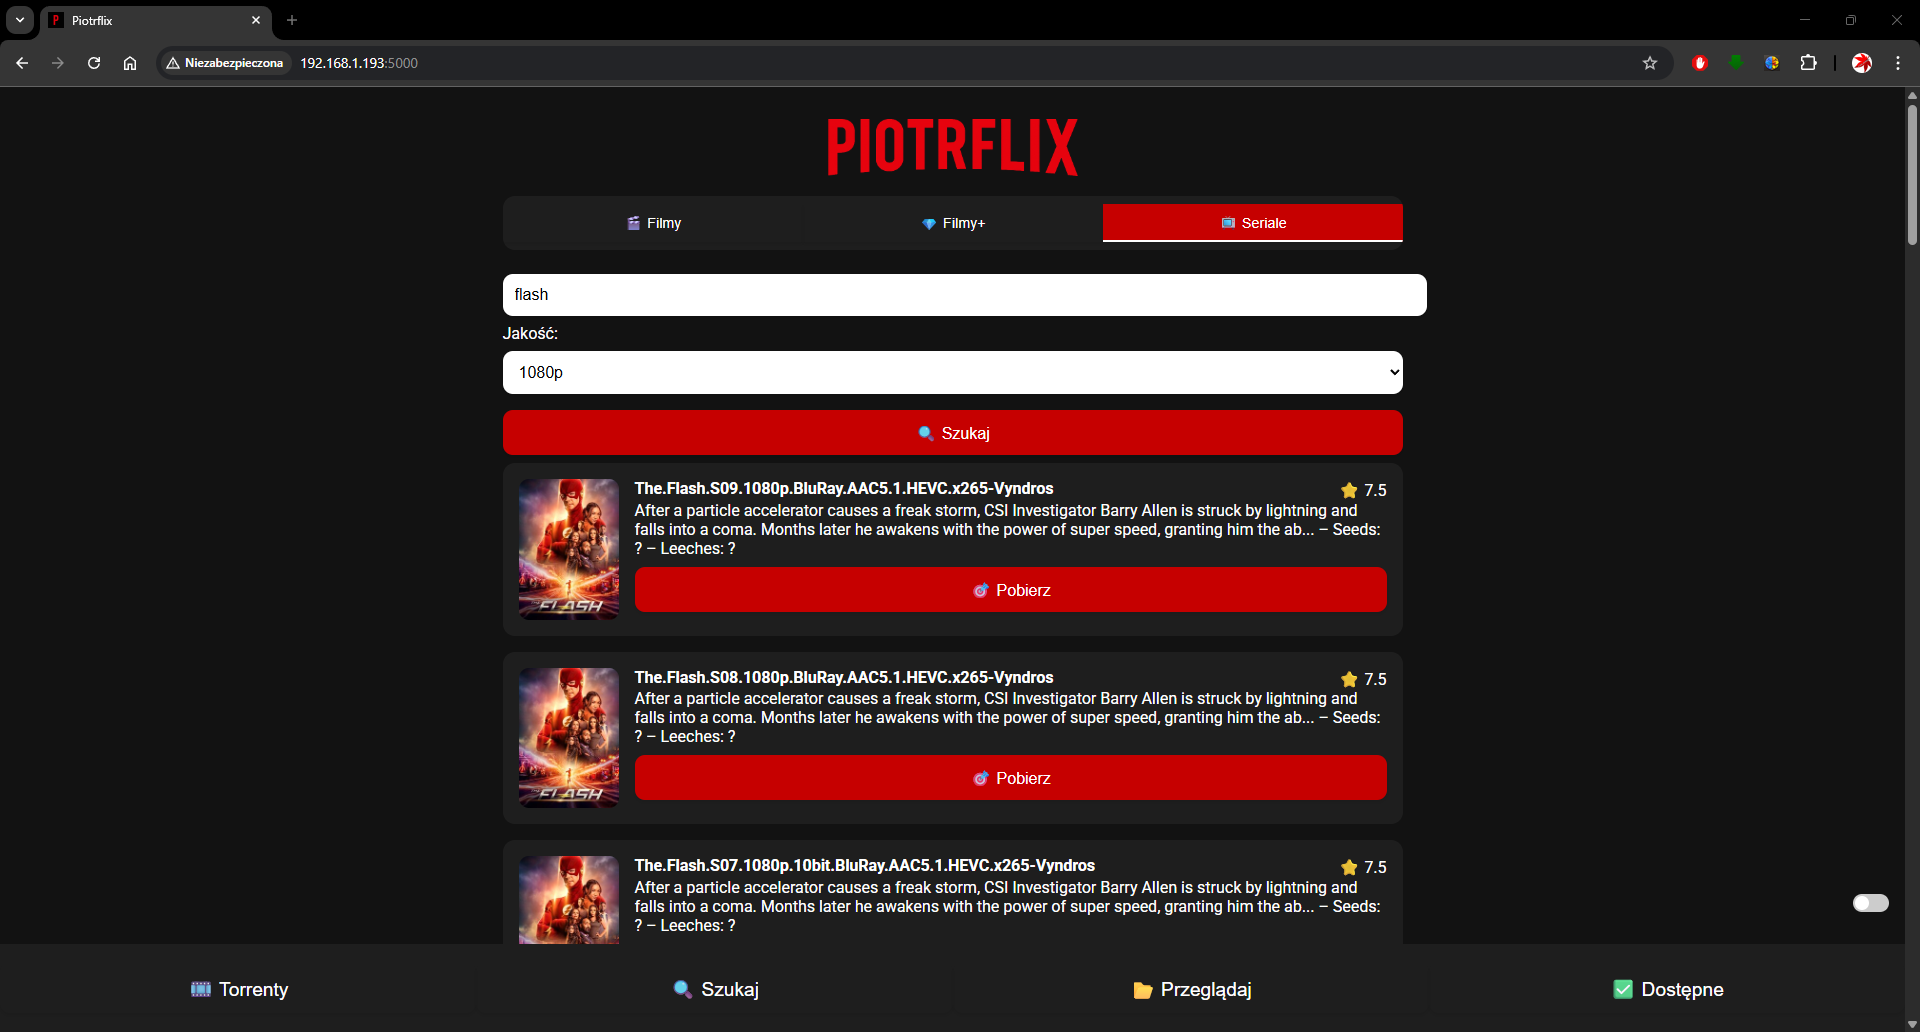 Piotrflix
Niezabezpieczona
192.168.1.193:5000
PIOTRFLIX
Filmy
Filmy+
Seriale
flash
Jakość:
1080p
Szukaj
The.Flash.S09.1080p.BluRay.AAC5.1.HEVC.x265-Vyndros
7.5
After a particle accelerator causes a freak storm, CSI Investigator Barry Allen is struck by lightning and
falls into a coma. Months later he awakens with the power of super speed, granting him the ab... – Seeds:
? – Leeches: ?
THE FLASH
Pobierz
The.Flash.S08.1080p.BluRay.AAC5.1.HEVC.x265-Vyndros
7.5
After a particle accelerator causes a freak storm, CSI Investigator Barry Allen is struck by lightning and
falls into a coma. Months later he awakens with the power of super speed, granting him the ab... – Seeds:
? – Leeches: ?
THE FLASH
Pobierz
The.Flash.S07.1080p.10bit.BluRay.AAC5.1.HEVC.x265-Vyndros
7.5
After a particle accelerator causes a freak storm, CSI Investigator Barry Allen is struck by lightning and
falls into a coma. Months later he awakens with the power of super speed, granting him the ab... – Seeds:
? – Leeches: ?
Torrenty
Szukaj
Przeglądaj
Dostępne